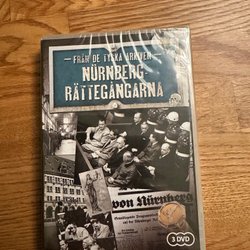 FRÅN DE TYSKA ARKIVEN
NÜRNBERG-
RÄTTEGÅNGARNA
von Nürnberg
3 DVD